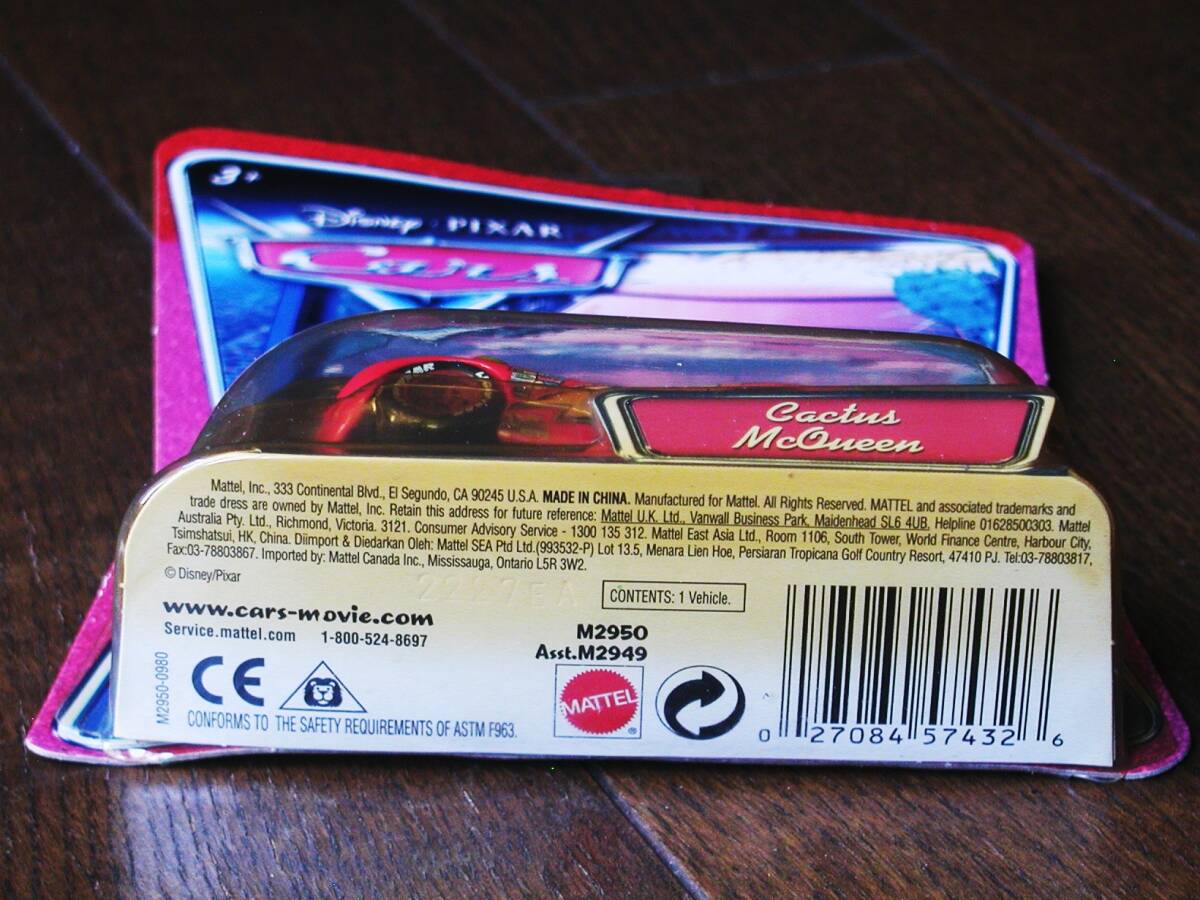 3+
Disney · PIXAR
Cars
Cactus
McQueen
Mattel, Inc., 333 Continental Blvd., El Segundo, CA 90245 U.S.A. MADE IN CHINA. Manufactured for Mattel. All Rights Reserved. MATTEL and associated trademarks and
trade dress are owned by Mattel, Inc. Retain this address for future reference: Mattel U.K. Ltd., Vanwall Business Park, Maidenhead SL6 4UB, Helpline 01628500303. Mattel
Australia Pty. Ltd., Richmond, Victoria. 3121. Consumer Advisory Service - 1300 135 312. Mattel East Asia Ltd., Room 1106, South Tower, World Finance Centre, Harbour City,
Tsimshatsui, HK, China. Diimport & Diedarkan Oleh: Mattel SEA Ptd Ltd.(993532-P) Lot 13.5, Menara Lien Hoe, Persiaran Tropicana Golf Country Resort, 47410 PJ. Tel:03-78803817,
Fax:03-78803867. Imported by: Mattel Canada Inc., Mississauga, Ontario L5R 3W2.
© Disney/Pixar
2227EA
CONTENTS: 1 Vehicle.
www.cars-movie.com
Service.mattel.com 1-800-524-8697
M2950
Asst.M2949
M2950-0980
CE
MATTEL
®
CONFORMS TO THE SAFETY REQUIREMENTS OF ASTM F963.
0 27084 57432 6